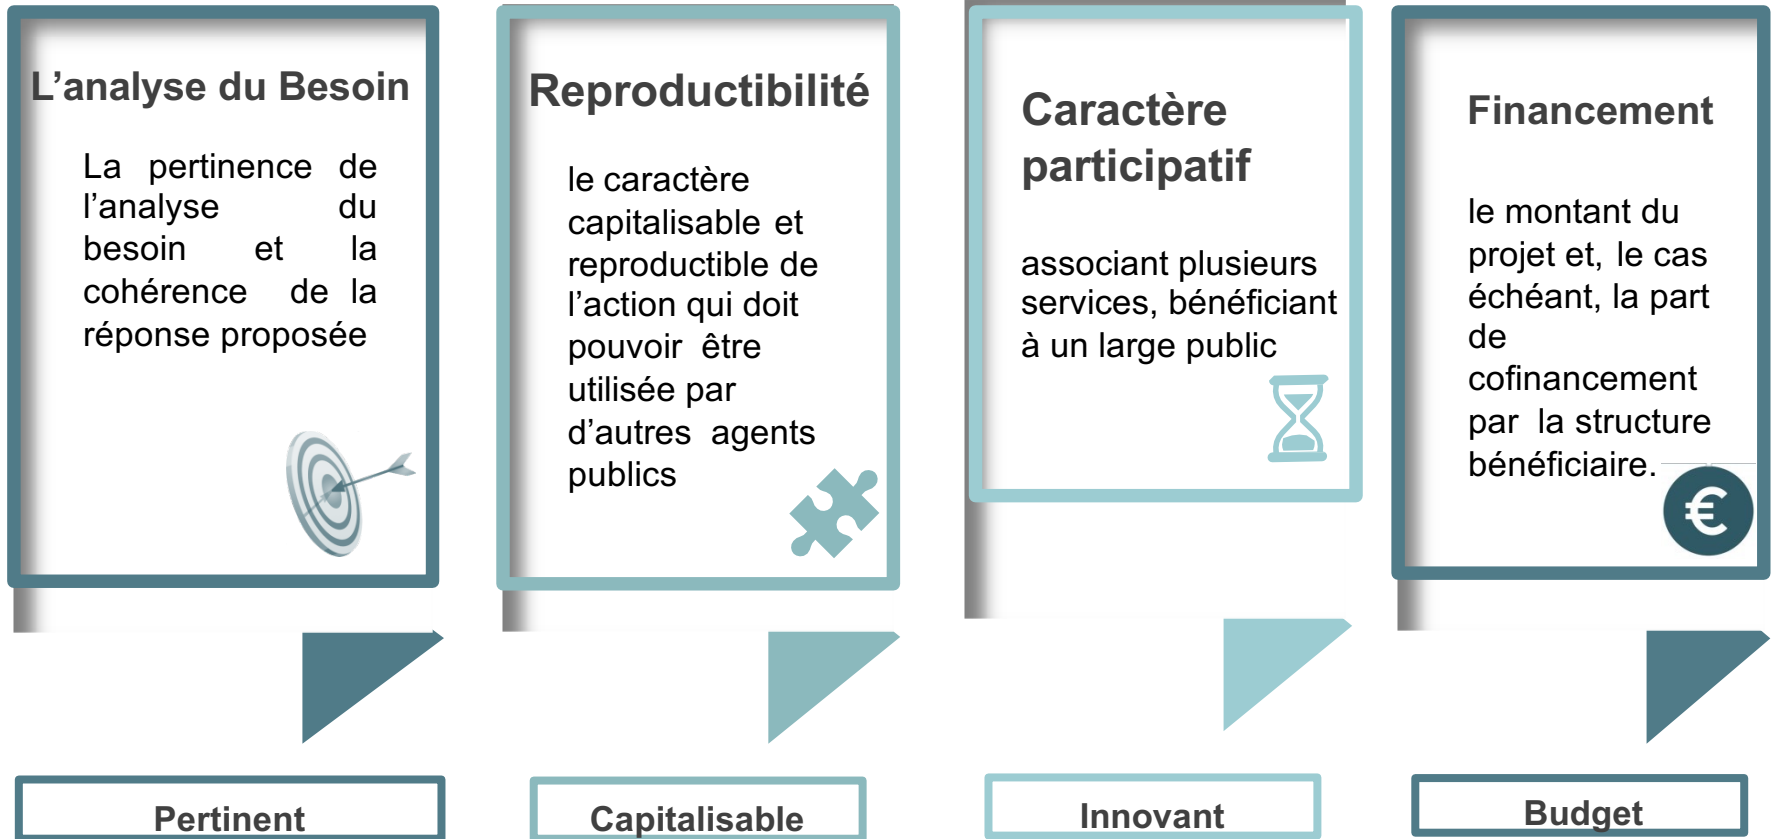 L’analyse du Besoin
La pertinence de
l’analyse du
besoin et la
cohérence de la
réponse proposée
Reproductibilité
le caractère
capitalisable et
reproductible de
l’action qui doit
pouvoir être
utilisée par
d’autres agents
publics
Caractère
participatif
associant plusieurs
services, bénéficiant
à un large public
Financement
le montant du
projet et, le cas
échéant, la part
de
cofinancement
par la structure
bénéficiaire.
€
Pertinent
Capitalisable
Innovant
Budget